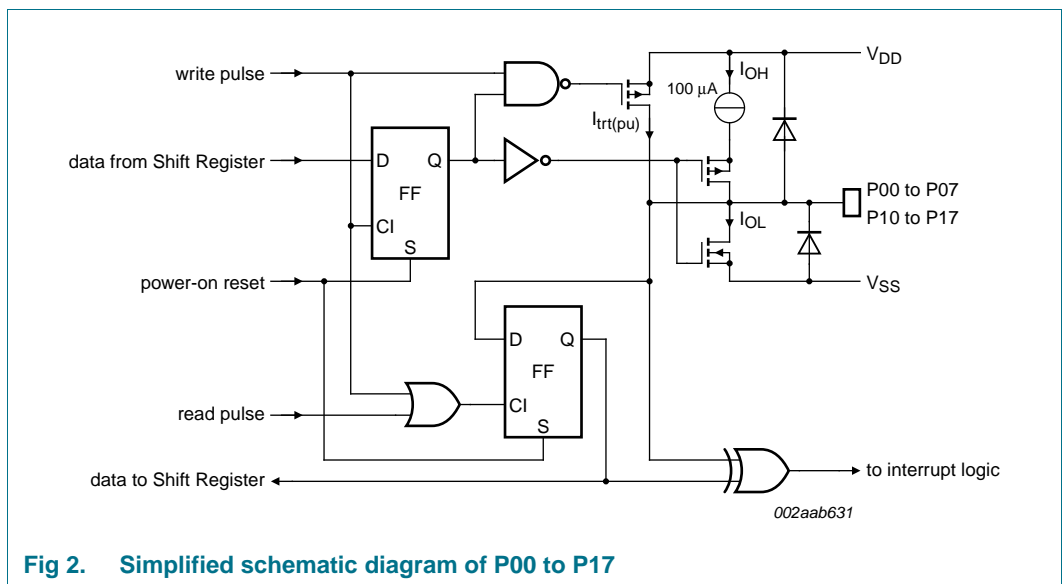 write pulse
data from Shift Register
power-on reset
read pulse
data to Shift Register
D Q
FF
CI
S
D Q
FF
CI
S
100 μA
I_OH
I_trt(pu)
I_OL
V_DD
P00 to P07
P10 to P17
V_SS
to interrupt logic
002aab631
Fig 2. Simplified schematic diagram of P00 to P17